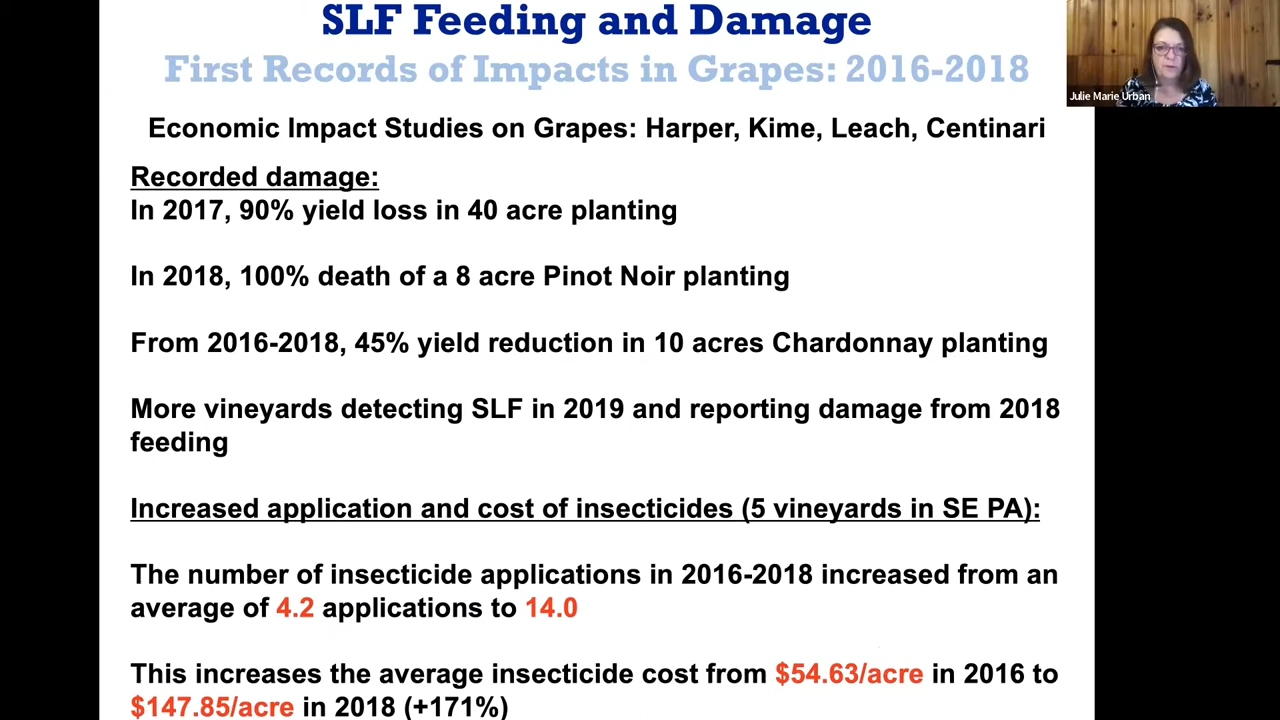 SLF Feeding and Damage
First Records of Impacts in Grapes: 2016-2018
Julie Marie Urban
Economic Impact Studies on Grapes: Harper, Kime, Leach, Centinari
Recorded damage:
In 2017, 90% yield loss in 40 acre planting
In 2018, 100% death of a 8 acre Pinot Noir planting
From 2016-2018, 45% yield reduction in 10 acres Chardonnay planting
More vineyards detecting SLF in 2019 and reporting damage from 2018
feeding
Increased application and cost of insecticides (5 vineyards in SE PA):
The number of insecticide applications in 2016-2018 increased from an
average of 4.2 applications to 14.0
This increases the average insecticide cost from $54.63/acre in 2016 to
$147.85/acre in 2018 (+171%)